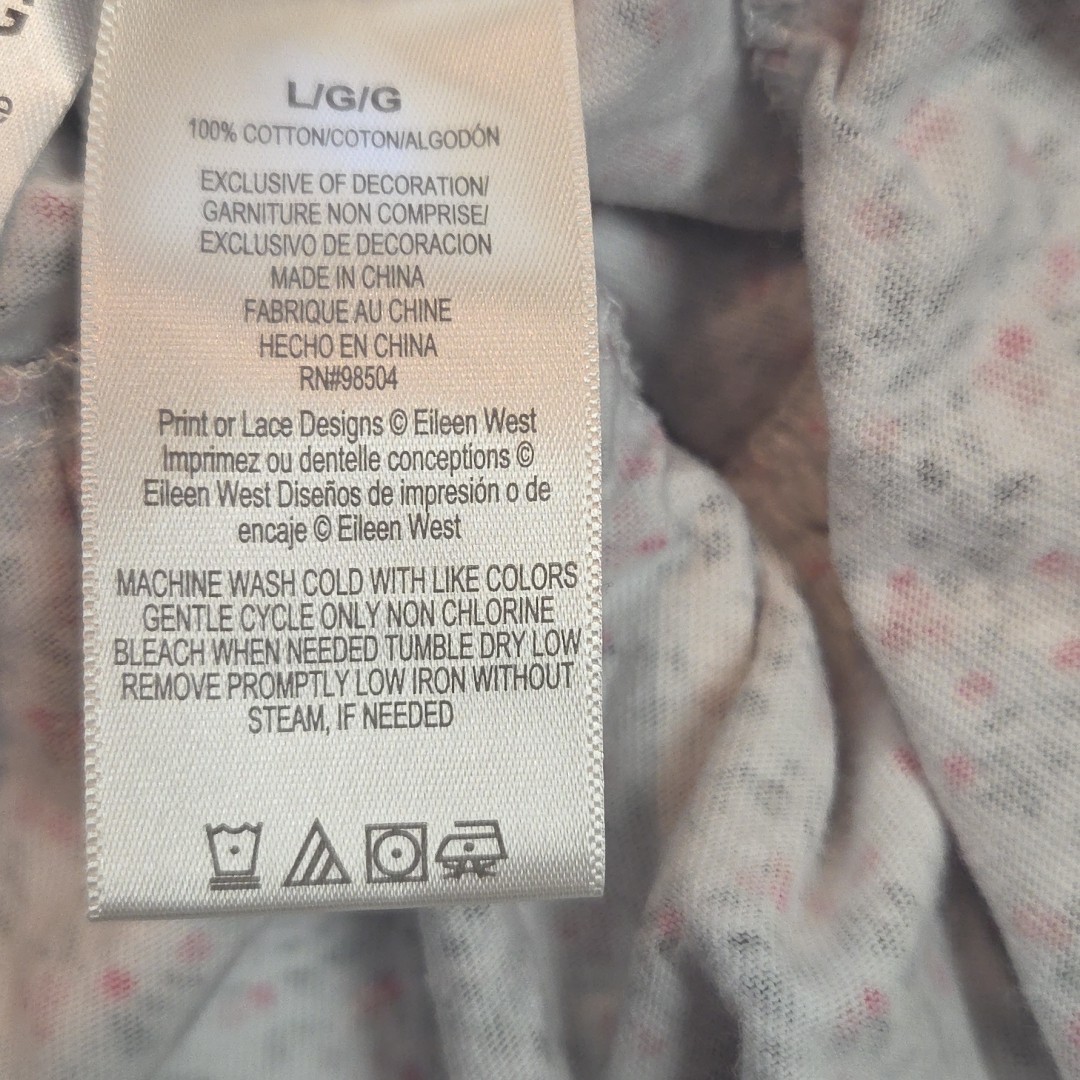 L/G/G
100% COTTON/COTON/ALGODÓN
EXCLUSIVE OF DECORATION/
GARNITURE NON COMPRISE/
EXCLUSIVO DE DECORACION
MADE IN CHINA
FABRIQUE AU CHINE
HECHO EN CHINA
RN#98504
Print or Lace Designs © Eileen West
Imprimez ou dentelle conceptions ©
Eileen West Diseños de impresión o de
encaje © Eileen West
MACHINE WASH COLD WITH LIKE COLORS
GENTLE CYCLE ONLY NON CHLORINE
BLEACH WHEN NEEDED TUMBLE DRY LOW
REMOVE PROMPTLY LOW IRON WITHOUT
STEAM, IF NEEDED